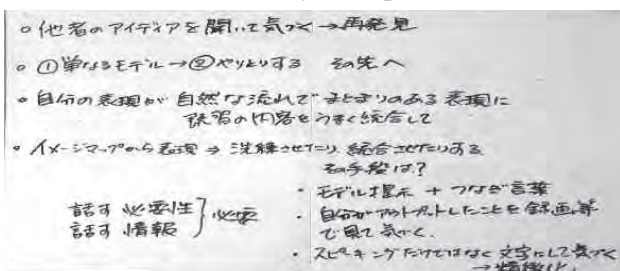 ○他者のアイディアを聞いて気づく→再発見
○①単なるモデル→②やりとりする その先へ
・自分の表現が自然な流れでまとまりのある表現に
既習の内容をうまく統合して
・イメージマップから表現→洗練させたり、統合させたりする
その手段は?
・モデル提示+つなぎ言葉
話す必要性
話す情報 } 必要
・自分がアウトプットしたことを録画等
で見て気づく。
・スピーキングだけではなく文字にして気づく